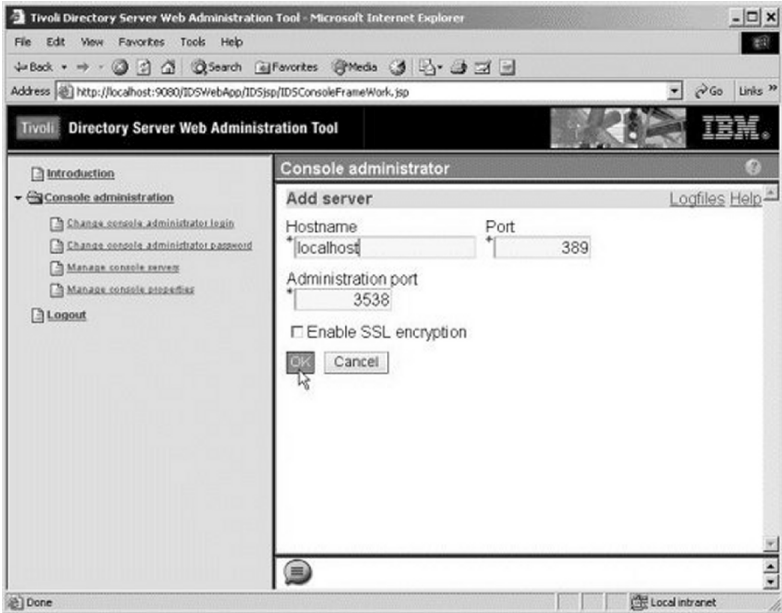 Tivoli Directory Server Web Administration Tool - Microsoft Internet Explorer
File Edit View Favorites Tools Help
Back Search Favorites Media
Address http://localhost:9080/IDSWebApp/IDSjsp/IDSConsoleFrameWork.jsp Go Links »
Tivoli Directory Server Web Administration Tool IBM®
Introduction
Console administration
Change console administrator login
Change console administrator password
Manage console servers
Manage console properties
Logout
Console administrator ?
Add server Logfiles Help
Hostname Port
*localhost *389
Administration port
*3538
Enable SSL encryption
OK Cancel
Done Local intranet